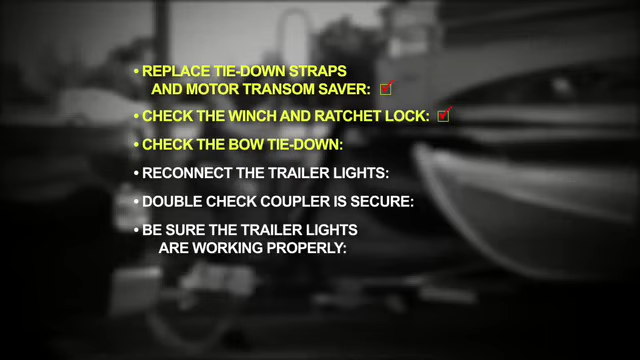 • REPLACE TIE-DOWN STRAPS
AND MOTOR TRANSOM SAVER:
• CHECK THE WINCH AND RATCHET LOCK:
• CHECK THE BOW TIE-DOWN:
• RECONNECT THE TRAILER LIGHTS:
• DOUBLE CHECK COUPLER IS SECURE:
• BE SURE THE TRAILER LIGHTS
ARE WORKING PROPERLY: